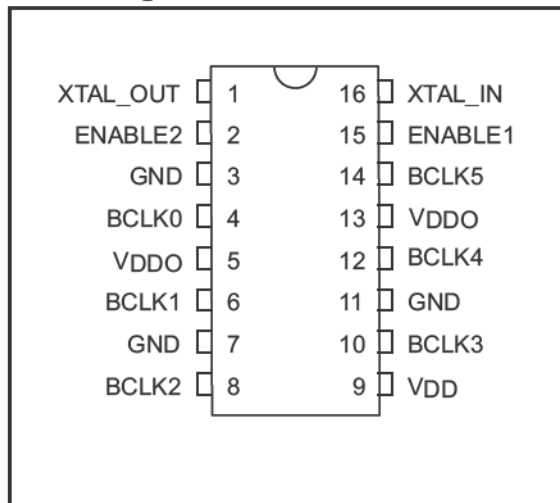 XTAL_OUT 1 16 XTAL_IN
ENABLE2 2 15 ENABLE1
GND 3 14 BCLK5
BCLK0 4 13 VDDO
VDDO 5 12 BCLK4
BCLK1 6 11 GND
GND 7 10 BCLK3
BCLK2 8 9 VDD